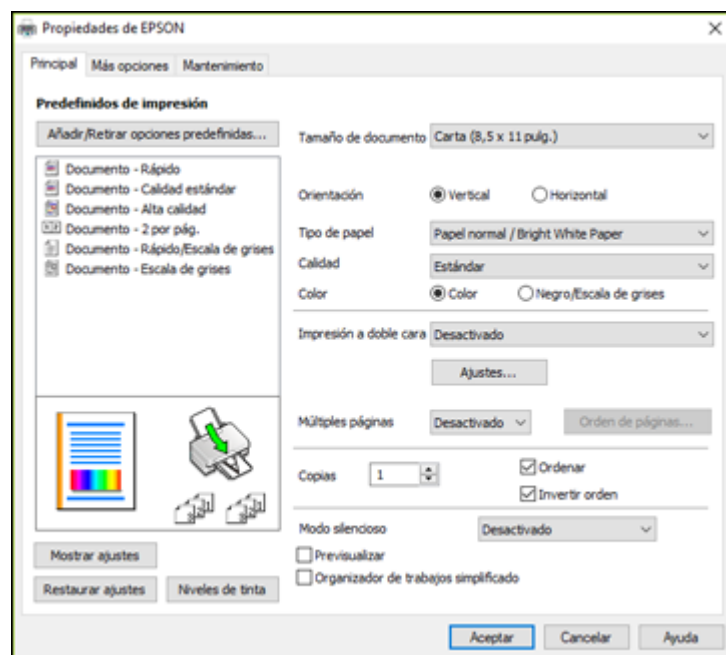 Propiedades de EPSON
Principal Más opciones Mantenimiento
Predefinidos de impresión
Añadir/Retirar opciones predefinidas...
Documento - Rápido
Documento - Calidad estándar
Documento - Alta calidad
Documento - 2 por pág.
Documento - Rápido/Escala de grises
Documento - Escala de grises
Mostrar ajustes
Restaurar ajustes Niveles de tinta
Tamaño de documento Carta (8,5 x 11 pulg.)
Orientación Vertical Horizontal
Tipo de papel Papel normal / Bright White Paper
Calidad Estándar
Color Color Negro/Escala de grises
Impresión a doble cara Desactivado
Ajustes...
Múltiples páginas Desactivado Orden de páginas...
Copias 1 Ordenar
Invertir orden
Modo silencioso Desactivado
Previsualizar
Organizador de trabajos simplificado
Aceptar Cancelar Ayuda